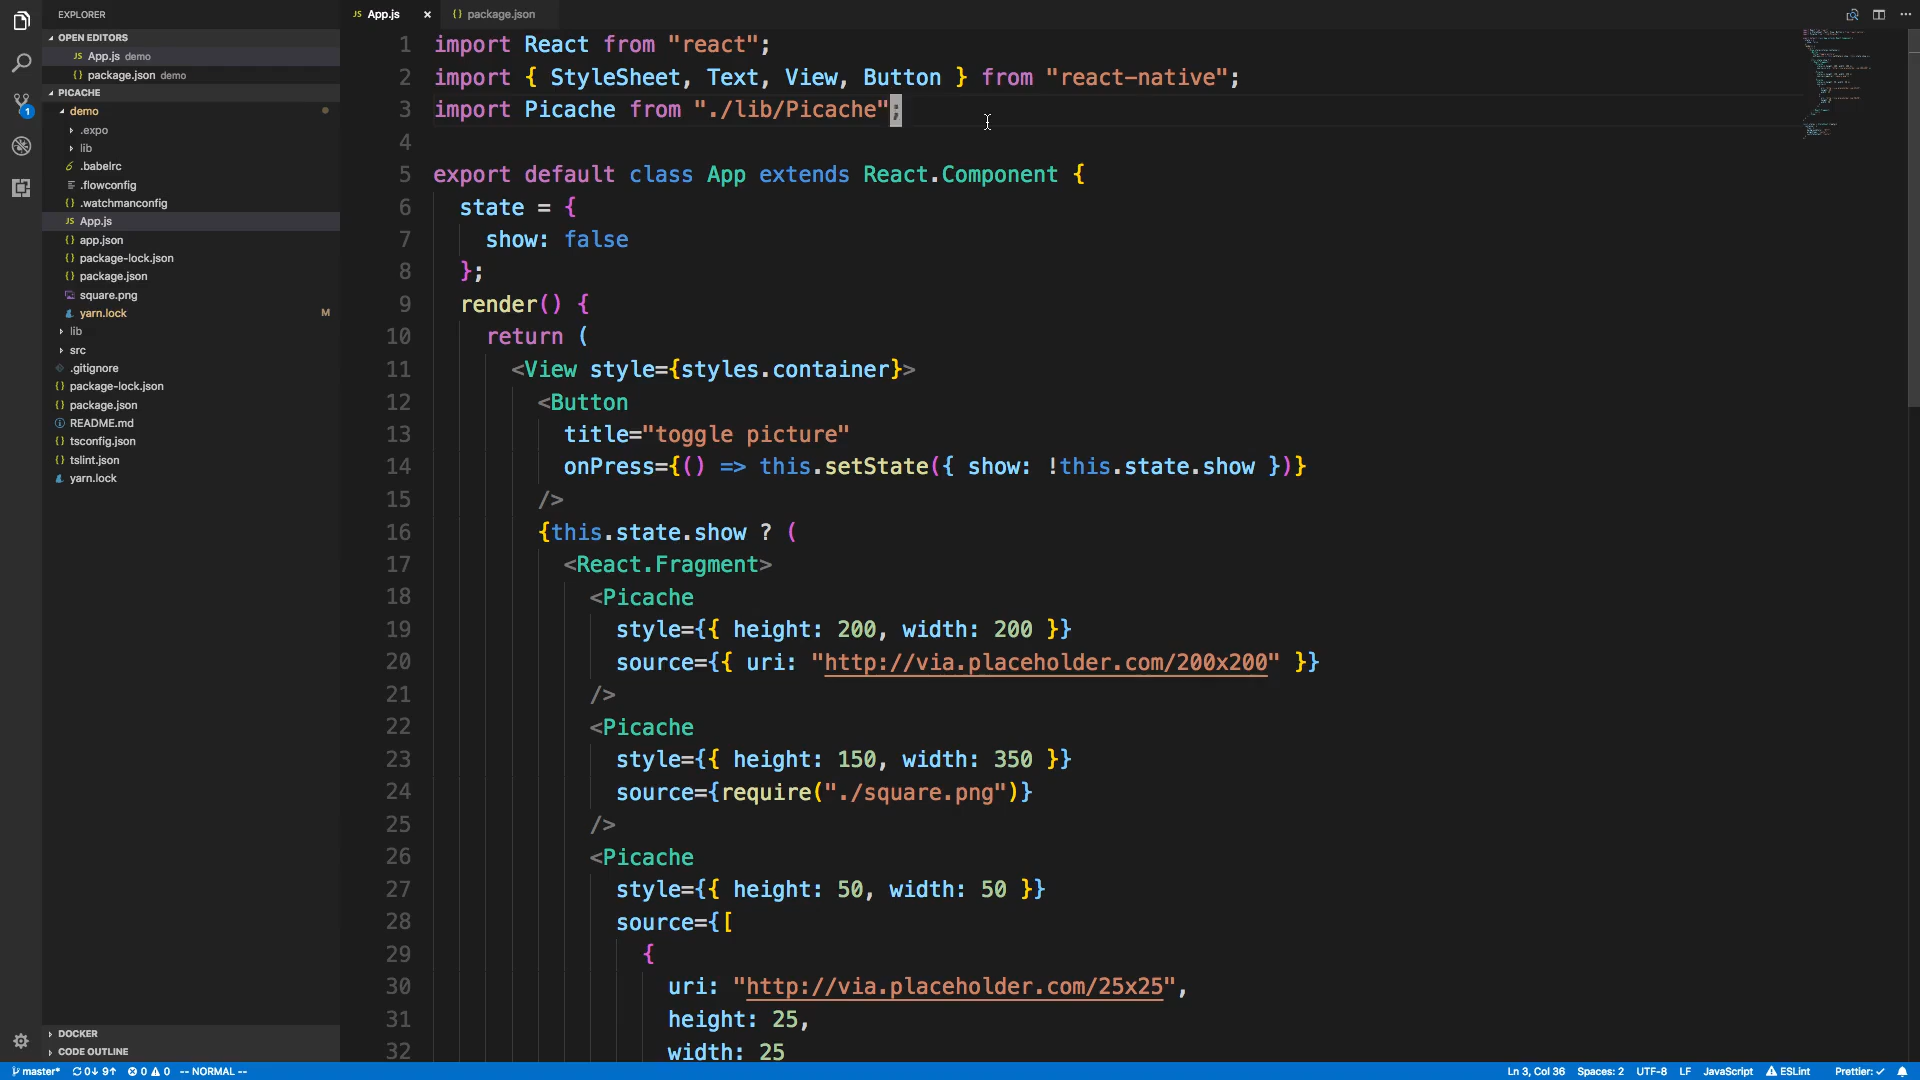 EXPLORER
OPEN EDITORS
JS App.js demo
{} package.json demo
PICACHE
demo
.expo
lib
.babelrc
.flowconfig
{} .watchmanconfig
JS App.js
{} app.json
{} package-lock.json
{} package.json
square.png
yarn.lock M
lib
src
.gitignore
{} package-lock.json
{} package.json
README.md
{} tsconfig.json
{} tslint.json
yarn.lock
DOCKER
CODE OUTLINE
1
JS App.js ×
{} package.json
1 import React from "react";
2 import { StyleSheet, Text, View, Button } from "react-native";
3 import Picache from "./lib/Picache";
4
5 export default class App extends React.Component {
6 state = {
7 show: false
8 };
9 render() {
10 return (
11 <View style={styles.container}>
12 <Button
13 title="toggle picture"
14 onPress={() => this.setState({ show: !this.state.show })}
15 />
16 {this.state.show ? (
17 <React.Fragment>
18 <Picache
19 style={{ height: 200, width: 200 }}
20 source={{ uri: "http://via.placeholder.com/200x200" }}
21 />
22 <Picache
23 style={{ height: 150, width: 350 }}
24 source={require("./square.png")}
25 />
26 <Picache
27 style={{ height: 50, width: 50 }}
28 source={[
29 {
30 uri: "http://via.placeholder.com/25x25",
31 height: 25,
32 width: 25
master* 0↓ 9↑ 0 0 -- NORMAL --
Ln 3, Col 36 Spaces: 2 UTF-8 LF JavaScript ESLint Prettier: ✓